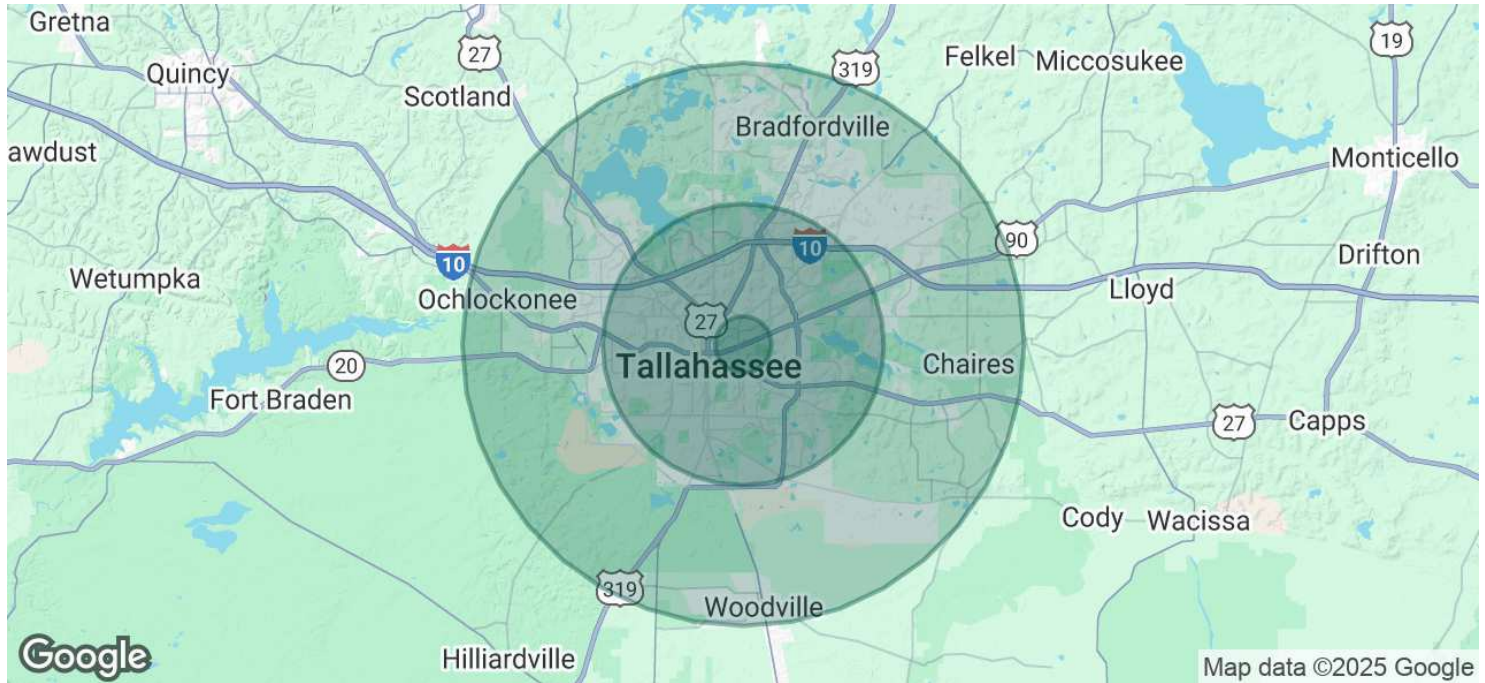 Gretna
27
319
Felkel
Miccosukee
19
Quincy
Scotland
Bradfordville
awdust
Monticello
10
10
90
Wetumpka
Ochlockonee
Drifton
Lloyd
27
20
Tallahassee
Chaires
Fort Braden
27
Capps
Cody
Wacissa
319
Woodville
Hilliardville
Google
Map data ©2025 Google